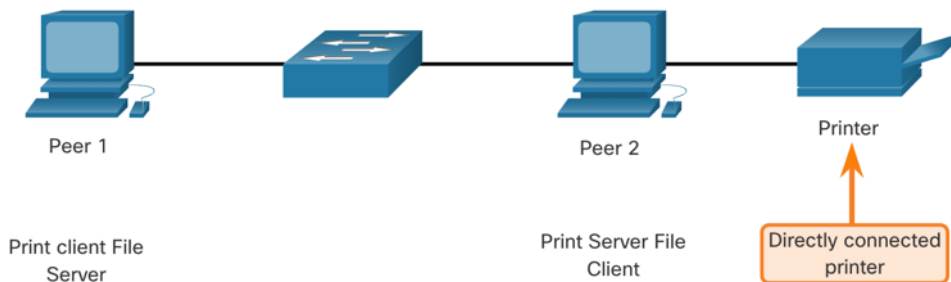 Peer 1
Peer 2
Printer
Print client File
Server
Print Server File
Client
Directly connected
printer